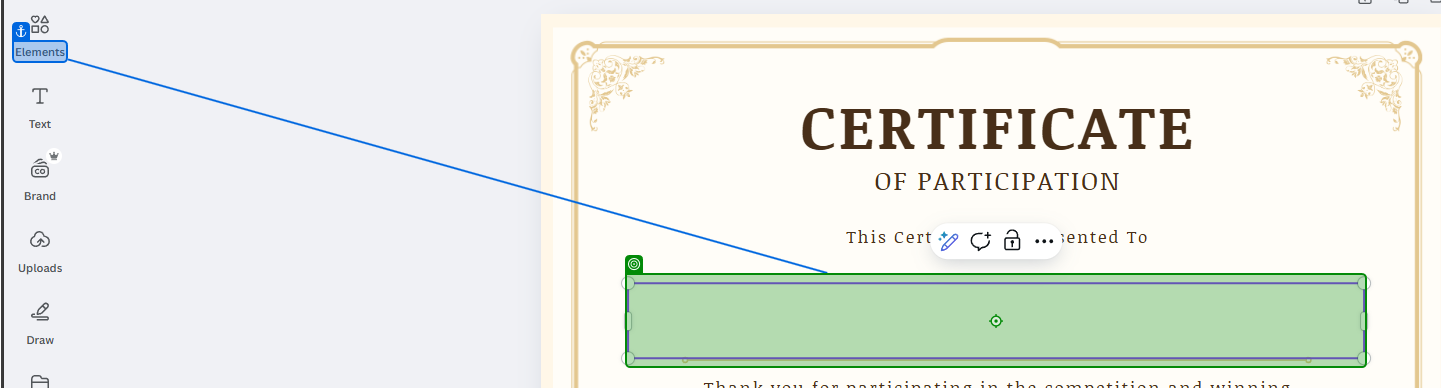 Elements
Text
CO
Brand
Uploads
Draw
CERTIFICATE
OF PARTICIPATION
This Cert sented To
Thank you for participating in the competition and winning